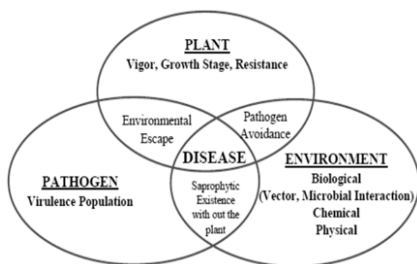 PLANT
Vigor, Growth Stage, Resistance
Environmental
Escape
Pathogen
Avoidance
DISEASE
PATHOGEN
Virulence Population
Saprophytic
Existence
with out the
plant
ENVIRONMENT
Biological
(Vector, Microbial Interaction)
Chemical
Physical